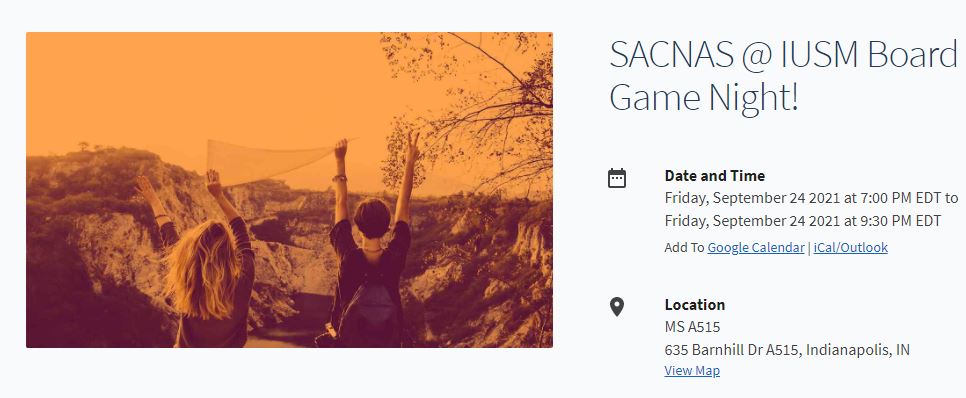 SACNAS @ IUSM Board
Game Night!
Date and Time
Friday, September 24 2021 at 7:00 PM EDT to
Friday, September 24 2021 at 9:30 PM EDT
Add To Google Calendar | iCal/Outlook
Location
MS A515
635 Barnhill Dr A515, Indianapolis, IN
View Map